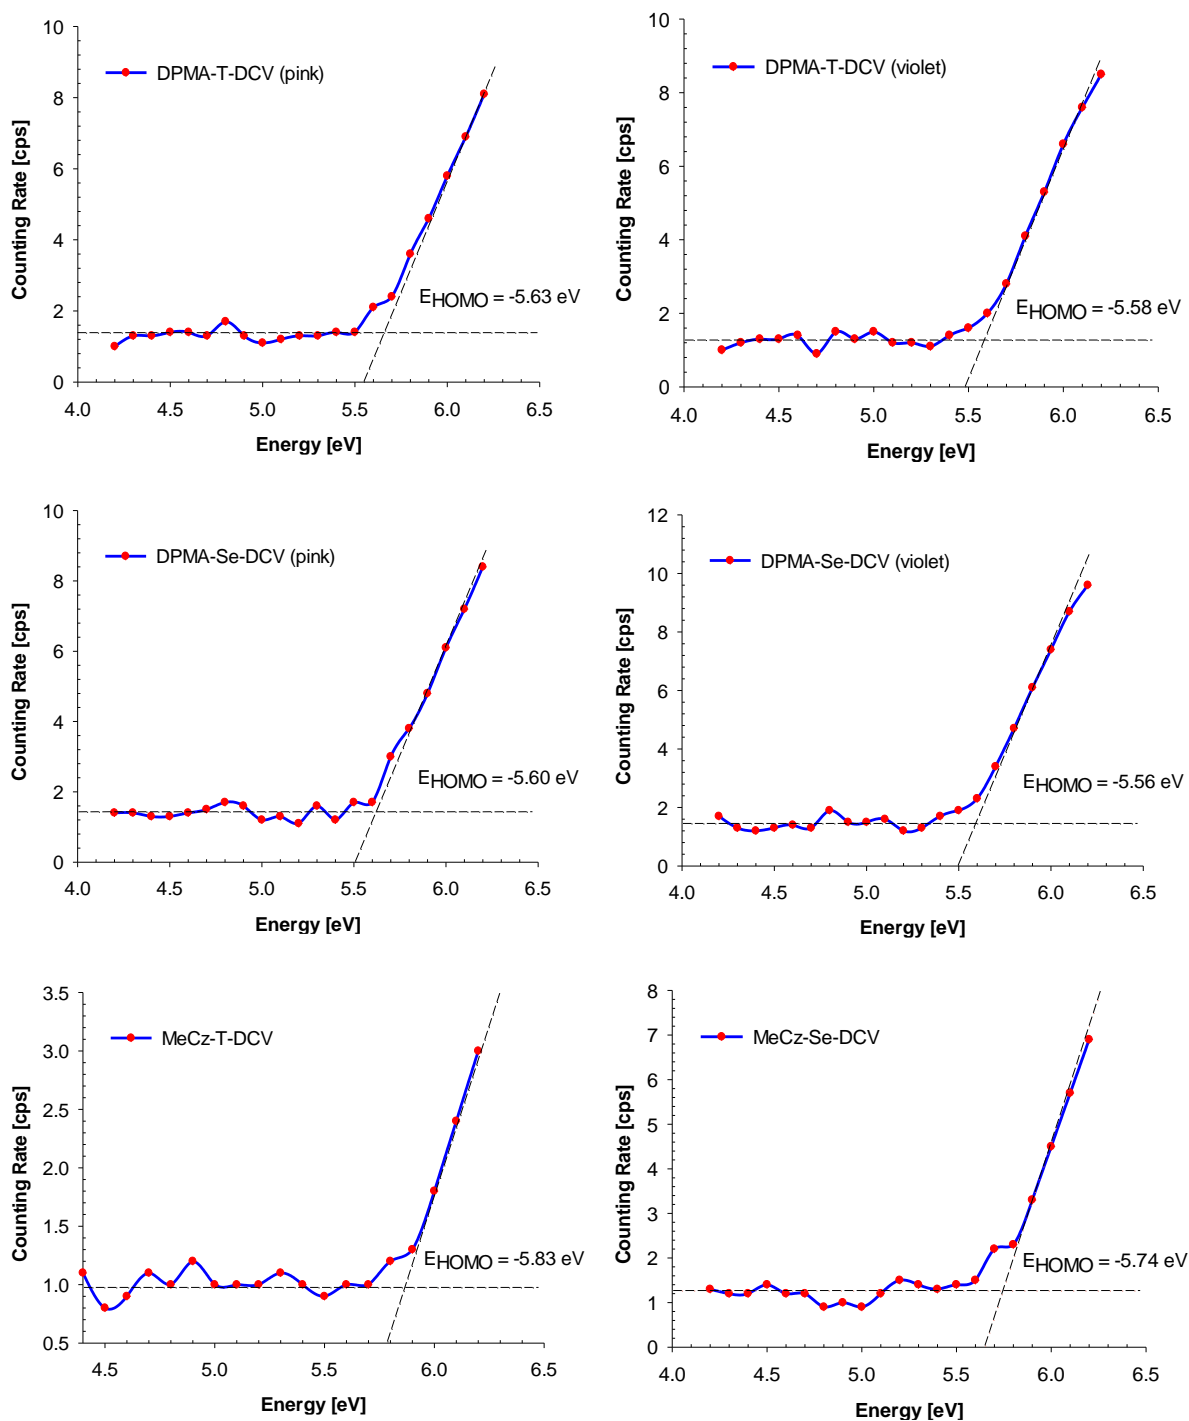 DPMA-T-DCV (pink)
Counting Rate [cps]
10
8
6
4
2
0
E_HOMO = -5.63 eV
4.0 4.5 5.0 5.5 6.0 6.5
Energy [eV]
DPMA-T-DCV (violet)
Counting Rate [cps]
10
8
6
4
2
0
E_HOMO = -5.58 eV
4.0 4.5 5.0 5.5 6.0 6.5
Energy [eV]
DPMA-Se-DCV (pink)
Counting Rate [cps]
10
8
6
4
2
0
E_HOMO = -5.60 eV
4.0 4.5 5.0 5.5 6.0 6.5
Energy [eV]
DPMA-Se-DCV (violet)
Counting Rate [cps]
12
10
8
6
4
2
0
E_HOMO = -5.56 eV
4.0 4.5 5.0 5.5 6.0 6.5
Energy [eV]
MeCz-T-DCV
Counting Rate [cps]
3.5
3.0
2.5
2.0
1.5
1.0
0.5
E_HOMO = -5.83 eV
4.5 5.0 5.5 6.0 6.5
Energy [eV]
MeCz-Se-DCV
Counting Rate [cps]
8
7
6
5
4
3
2
1
0
E_HOMO = -5.74 eV
4.0 4.5 5.0 5.5 6.0 6.5
Energy [eV]